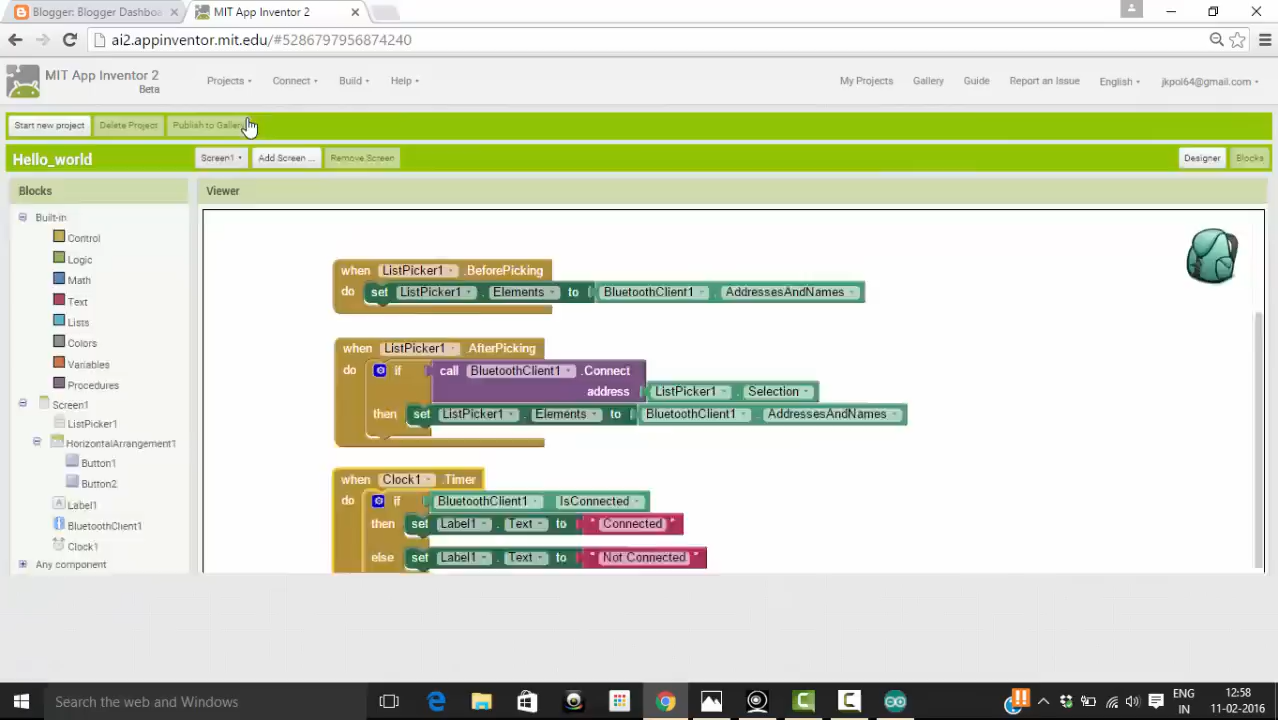 Blogger: Blogger Dashboa
MIT App Inventor 2
ai2.appinventor.mit.edu/#5286797956874240
MIT App Inventor 2
Beta
Projects
Connect
Build
Help
My Projects
Gallery
Guide
Report an Issue
English
jkpol64@gmail.com
Start new project
Delete Project
Publish to Gallery
Hello_world
Screen1
Add Screen ...
Remove Screen
Designer
Blocks
Blocks
Viewer
Built-in
Control
Logic
Math
Text
Lists
Colors
Variables
Procedures
Screen1
ListPicker1
HorizontalArrangement1
Button1
Button2
Label1
BluetoothClient1
Clock1
Any component
when ListPicker1 .BeforePicking
do set ListPicker1 . Elements to BluetoothClient1 . AddressesAndNames
when ListPicker1 .AfterPicking
do if call BluetoothClient1 .Connect
address ListPicker1 . Selection
then set ListPicker1 . Elements to BluetoothClient1 . AddressesAndNames
when Clock1 .Timer
do if BluetoothClient1 . IsConnected
then set Label1 . Text to " Connected "
else set Label1 . Text to " Not Connected "
Search the web and Windows
ENG
IN
12:58
11-02-2016